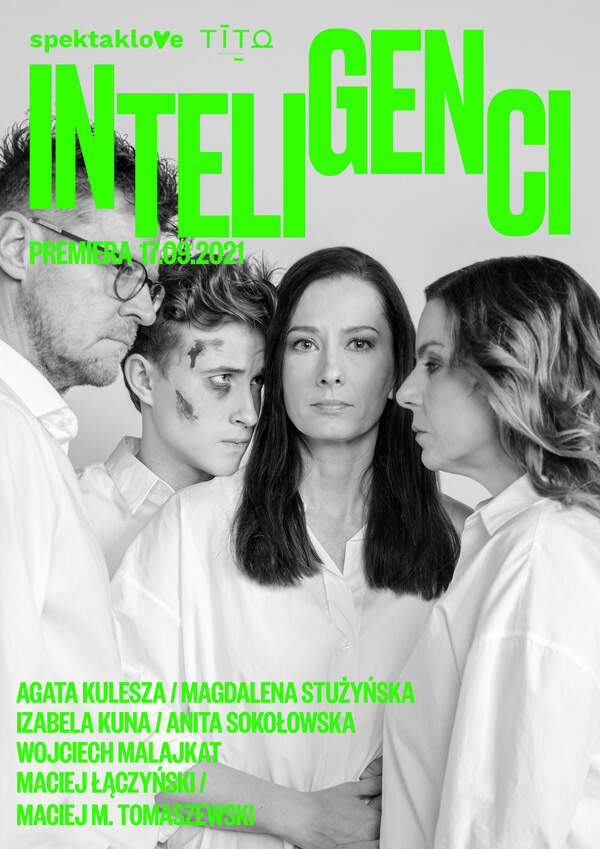 spektaklove TITO
INTELIGENCI
PREMIERA 17.09.2021
AGATA KULESZA / MAGDALENA STUŻYŃSKA
IZABELA KUNA / ANITA SOKOŁOWSKA
WOJCIECH MALAJKAT
MACIEJ ŁĄCZYŃSKI /
MACIEJ M. TOMASZEWSKI